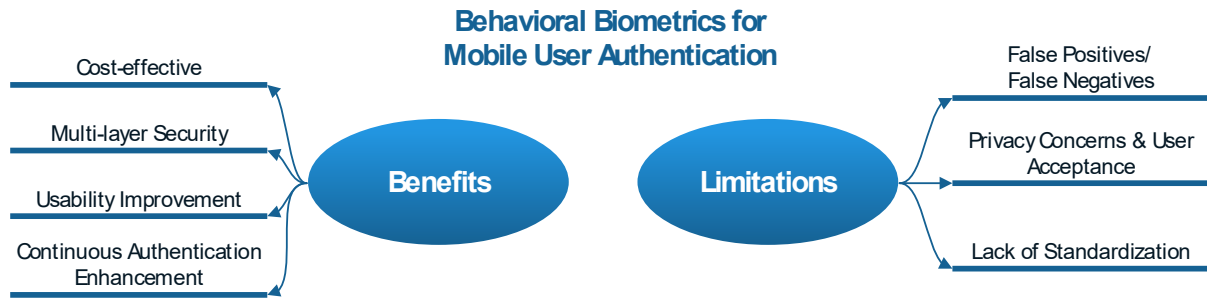 Behavioral Biometrics for
Mobile User Authentication
Cost-effective
Multi-layer Security
Usability Improvement
Continuous Authentication
Enhancement
Benefits
Limitations
False Positives/
False Negatives
Privacy Concerns & User
Acceptance
Lack of Standardization